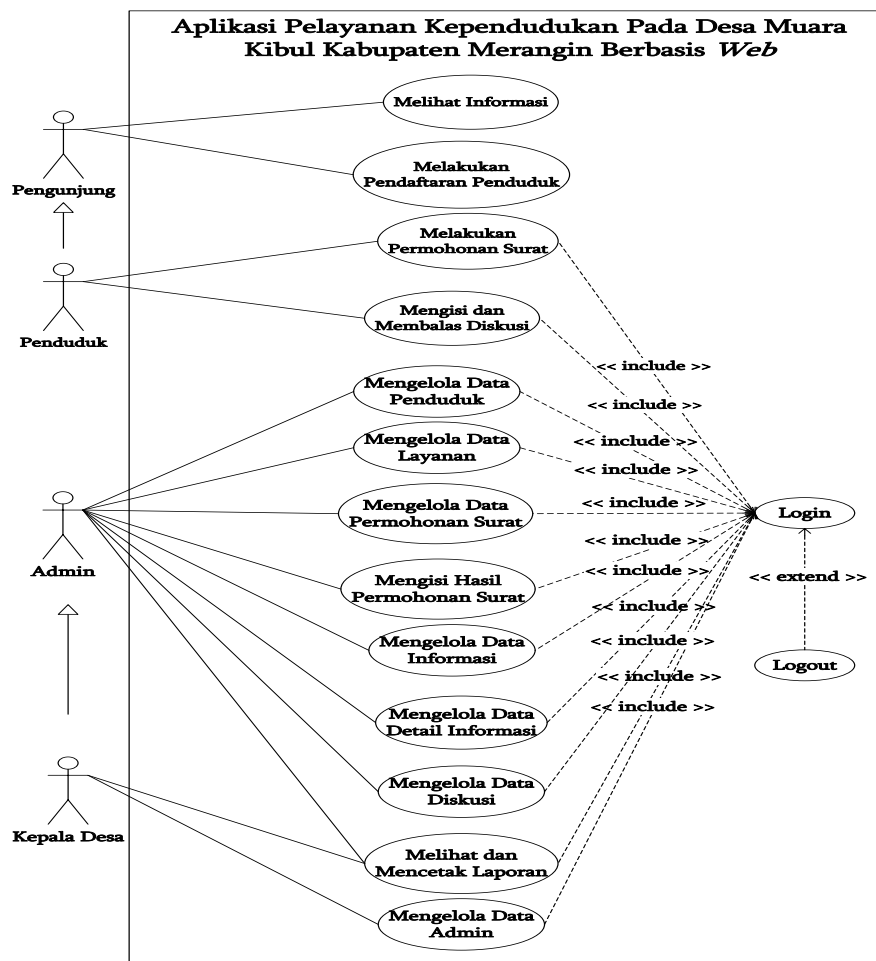 Aplikasi Pelayanan Kependudukan Pada Desa Muara
Kibul Kabupaten Merangin Berbasis Web
Melihat Informasi
Pengunjung
Melakukan
Pendaftaran Penduduk
Melakukan
Permohonan Surat
Penduduk
Mengisi dan
Membalas Diskusi
<< include >>
Mengelola Data
Penduduk
<< include >>
Mengelola Data
Layanan
<< include >>
<< include >>
Mengelola Data
Permohonan Surat
<< include >>
Login
Admin
Mengisi Hasil
Permohonan Surat
<< include >>
<< include >>
<< extend >>
Mengelola Data
Informasi
<< include >>
<< include >>
Logout
<< include >>
Mengelola Data
Detail Informasi
<< include >>
Mengelola Data
Diskusi
Kepala Desa
Melihat dan
Mencetak Laporan
Mengelola Data
Admin